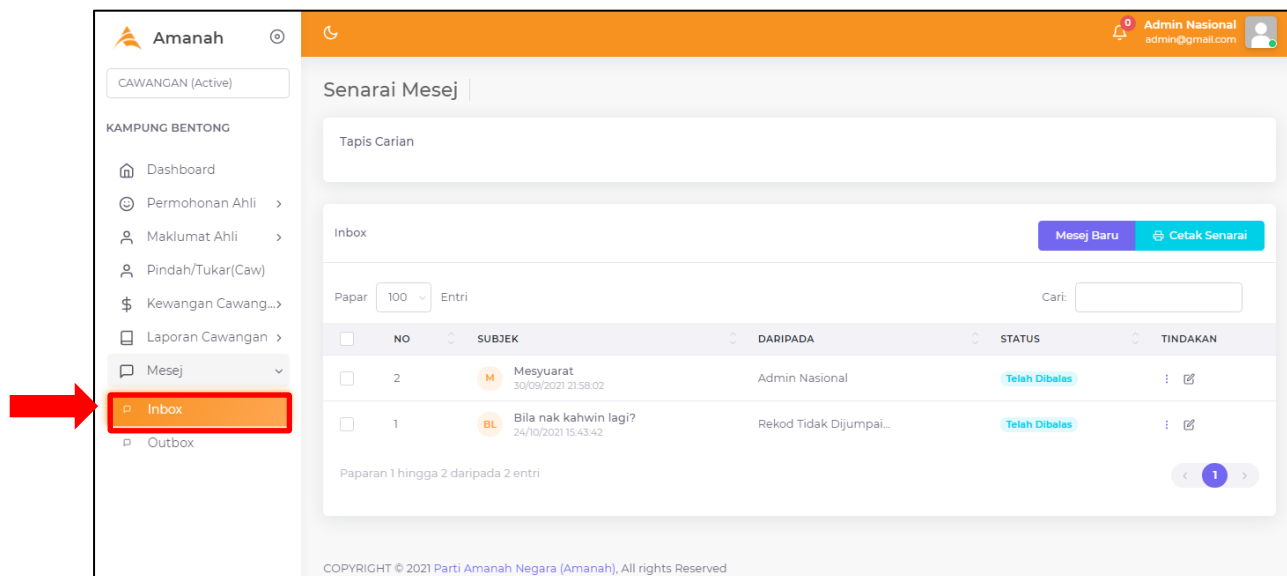 Amanah
CAWANGAN (Active)
KAMPUNG BENTONG
Dashboard
Permohonan Ahli
Maklumat Ahli
Pindah/Tukar(Caw)
Kewangan Cawang...
Laporan Cawangan
Mesej
Inbox
Outbox
0
Admin Nasional
admin@gmail.com
Senarai Mesej
Tapis Carian
Inbox
Mesej Baru
Cetak Senarai
Papar 100 Entri
Cari:
NO SUBJEK DARIPADA STATUS TINDAKAN
2 M Mesyuarat Admin Nasional Telah Dibalas
30/09/2021 21:58:02
1 BL Bila nak kahwin lagi? Rekod Tidak Dijumpai... Telah Dibalas
24/10/2021 15:43:42
Paparan 1 hingga 2 daripada 2 entri
1
COPYRIGHT © 2021 Parti Amanah Negara (Amanah), All rights Reserved